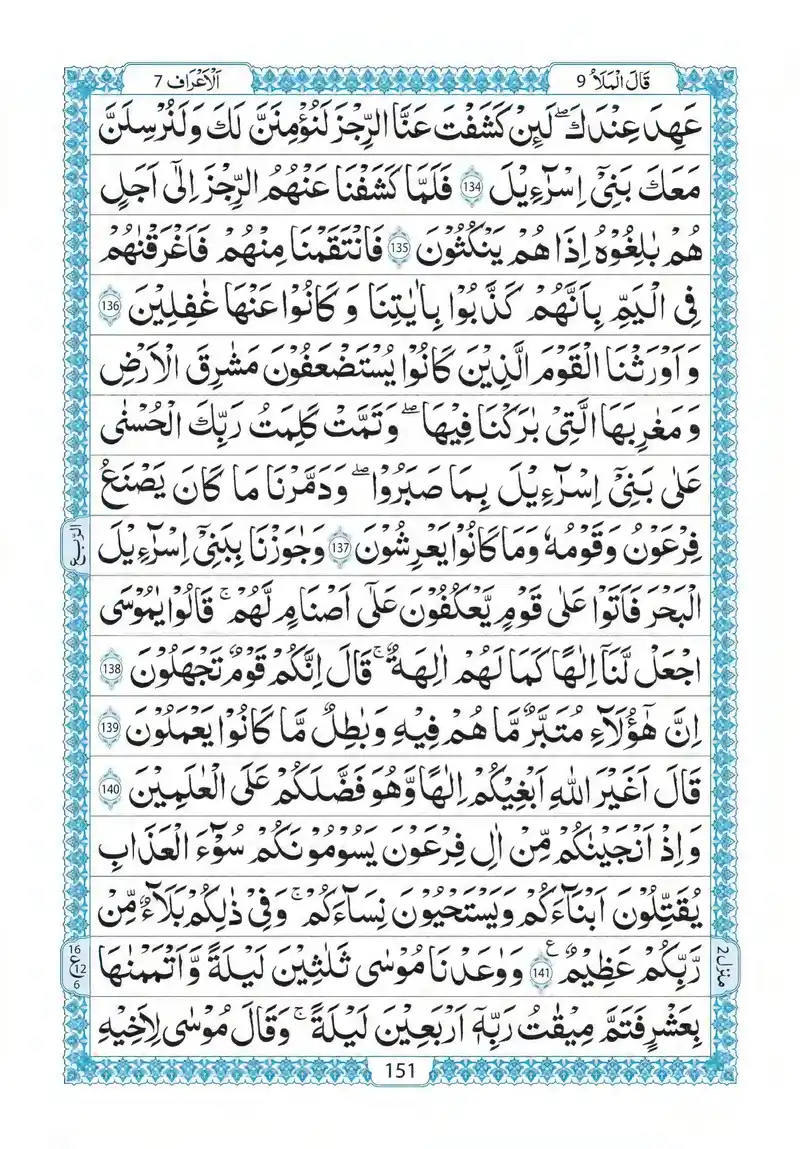 قَالَ الْمَلَاُ 9
اَلْاَعْرَاف 7
عَهِدَ عِنْدَكَ ۖ لَىِٕنْ كَشَفْتَ عَنَّا الرِّجْزَ لَنُؤْمِنَنَّ لَكَ وَلَنُرْسِلَنَّ
مَعَكَ بَنِيْۤ اِسْرَآءِيْلَ 134 فَلَمَّا كَشَفْنَا عَنْهُمُ الرِّجْزَ اِلٰۤى اَجَلٍ
هُمْ بٰلِغُوْهُ اِذَا هُمْ يَنْكُثُوْنَ 135 فَانْتَقَمْنَا مِنْهُمْ فَاَغْرَقْنٰهُمْ
فِي الْيَمِّ بِاَنَّهُمْ كَذَّبُوْا بِاٰيٰتِنَا وَ كَانُوْا عَنْهَا غٰفِلِيْنَ 136
وَاَوْرَثْنَا الْقَوْمَ الَّذِيْنَ كَانُوْا يُسْتَضْعَفُوْنَ مَشَارِقَ الْاَرْضِ
وَمَغَارِبَهَا الَّتِيْ بٰرَكْنَا فِيْهَا ۖ وَتَمَّتْ كَلِمَتُ رَبِّكَ الْحُسْنٰى
عَلٰى بَنِيْۤ اِسْرَآءِيْلَ بِمَا صَبَرُوْا ۖ وَدَمَّرْنَا مَا كَانَ يَصْنَعُ
فِرْعَوْنُ وَقَوْمُهٗ وَمَا كَانُوْا يَعْرِشُوْنَ 137 وَجٰوَزْنَا بِبَنِيْۤ اِسْرَآءِيْلَ
الرّبع
الْبَحْرَ فَاَتَوْا عَلٰى قَوْمٍ يَّعْكُفُوْنَ عَلٰۤى اَصْنَامٍ لَّهُمْ ۚ قَالُوْا يٰمُوْسَى
اجْعَلْ لَّنَاۤ اِلٰهًا كَمَا لَهُمْ اٰلِهَةٌ ۚ قَالَ اِنَّكُمْ قَوْمٌ تَجْهَلُوْنَ 138
اِنَّ هٰۤؤُلَآءِ مُتَبَّرٌ مَّا هُمْ فِيْهِ وَبٰطِلٌ مَّا كَانُوْا يَعْمَلُوْنَ 139
قَالَ اَغَيْرَ اللّٰهِ اَبْغِيْكُمْ اِلٰهًا وَّهُوَ فَضَّلَكُمْ عَلَى الْعٰلَمِيْنَ 140
وَاِذْ اَنْجَيْنٰكُمْ مِّنْ اٰلِ فِرْعَوْنَ يَسُوْمُوْنَكُمْ سُوْٓءَ الْعَذَابِ
يُقَتِّلُوْنَ اَبْنَآءَكُمْ وَيَسْتَحْيُوْنَ نِسَآءَكُمْ ۚ وَفِيْ ذٰلِكُمْ بَلَآءٌ مِّنْ
رَّبِّكُمْ عَظِيْمٌ 141 ع وَوٰعَدْنَا مُوْسٰى ثَلٰثِيْنَ لَيْلَةً وَّاَتْمَمْنٰهَا
منزل 2
16 ع 12 6
بِعَشْرٍ فَتَمَّ مِيْقَاتُ رَبِّهٖۤ اَرْبَعِيْنَ لَيْلَةً ۚ وَقَالَ مُوْسٰى لِاَخِيْهِ
151